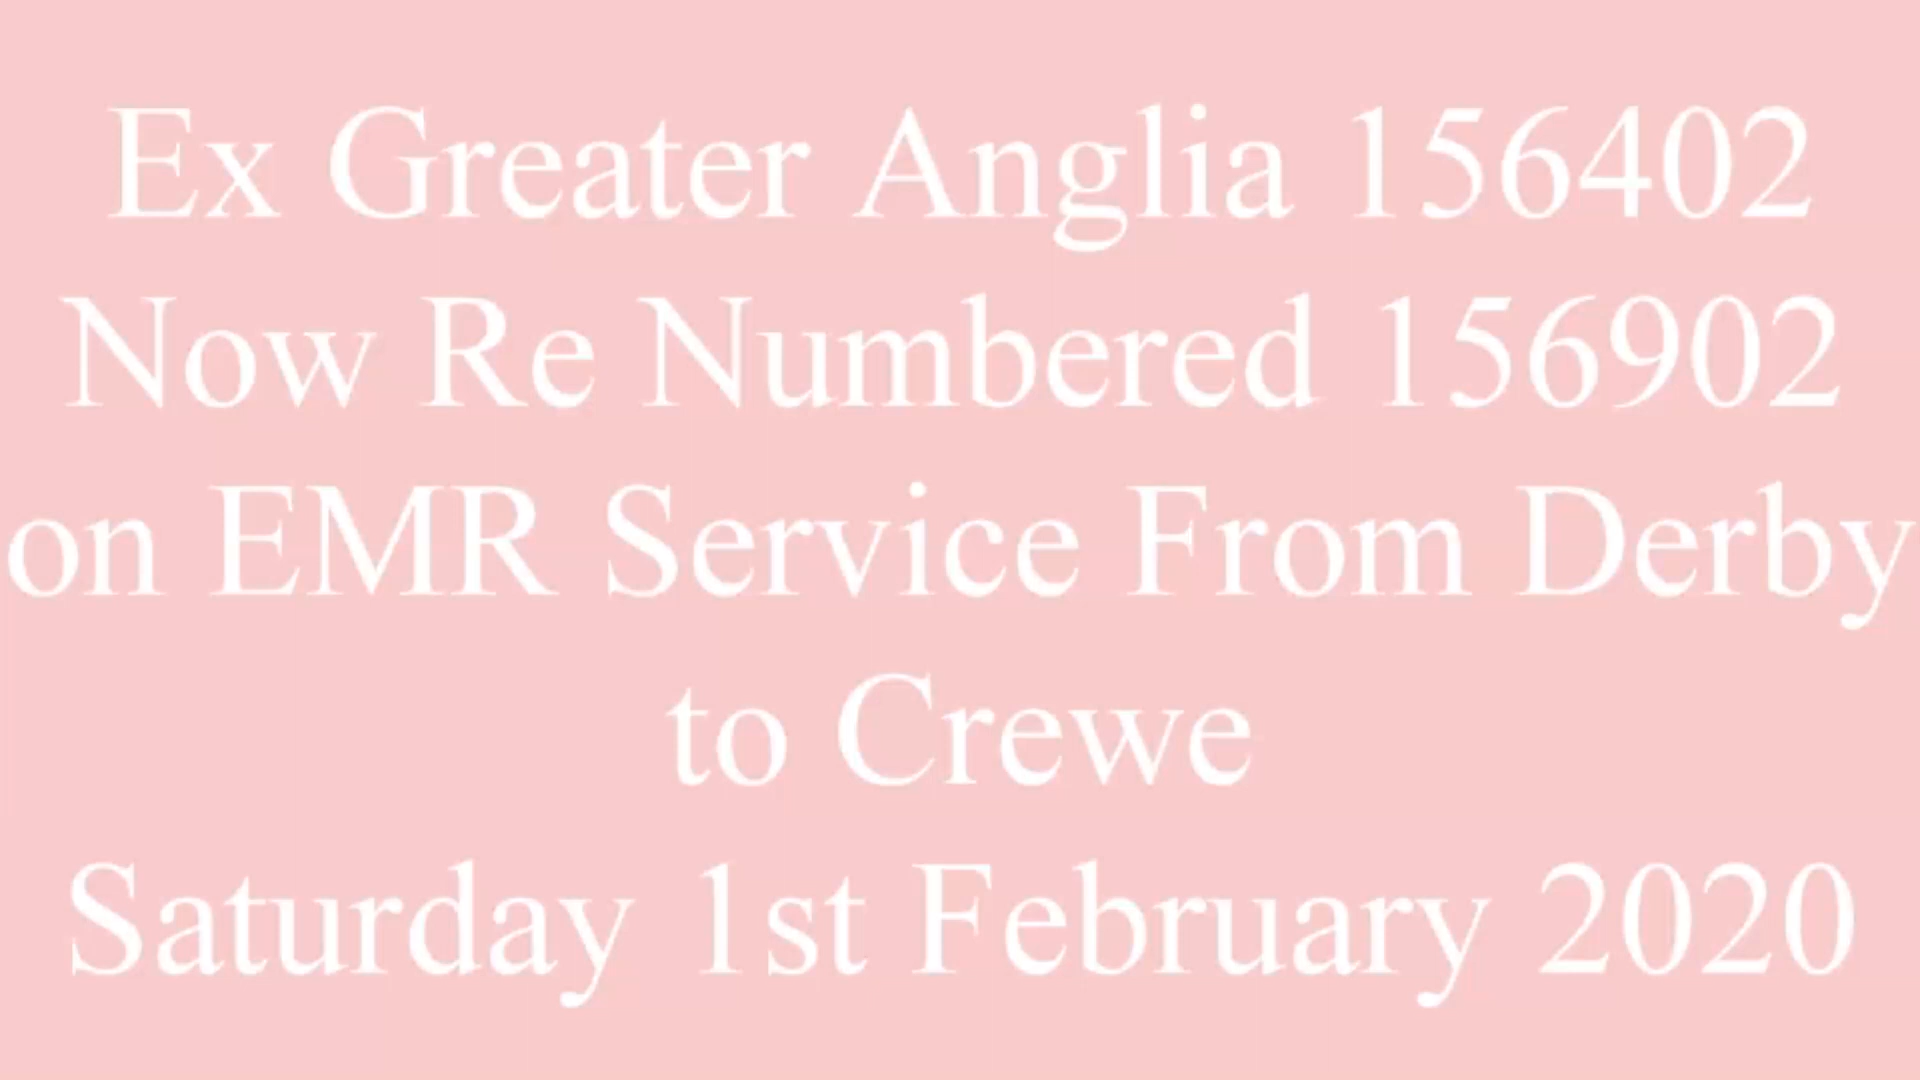 Ex Greater Anglia 156402
Now Re Numbered 156902
on EMR Service From Derby
to Crewe
Saturday 1st February 2020